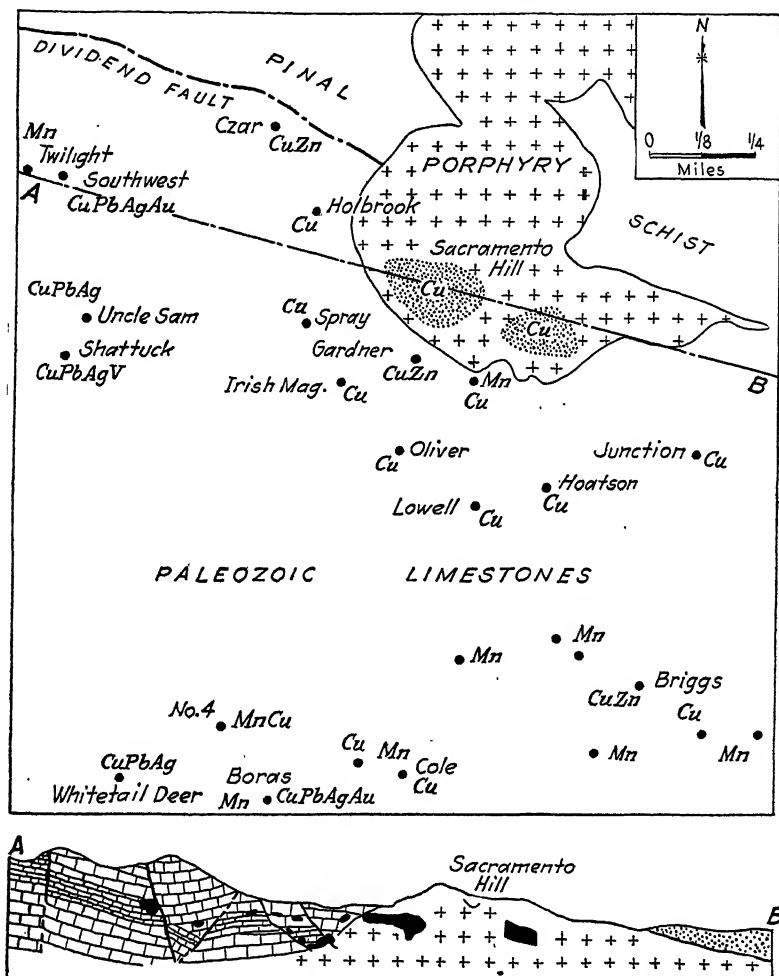 N
0 1/8 1/4
Miles
DIVIDEND FAULT
PINAL
Czar
CuZn
PORPHYRY
Mn
Twilight
A
Southwest
CuPbAgAu
Holbrook
Cu
SCHIST
Sacramento
Hill
Cu
Cu
CuPbAg
Uncle Sam
Cu
Spray
Shattuck
CuPbAgV
Gardner
CuZn
B
Irish Mag.
Cu
Mn
Cu
Oliver
Cu
Junction
Cu
Hoatson
Cu
Lowell
Cu
PALEOZOIC LIMESTONES
Mn
Mn
Briggs
CuZn
Cu
Mn
Mn
No.4
MnCu
CuPbAg
Whitetail Deer
Boras
Mn
CuPbAgAu
Cu
Mn
Cole
Cu
A
Sacramento
Hill
B